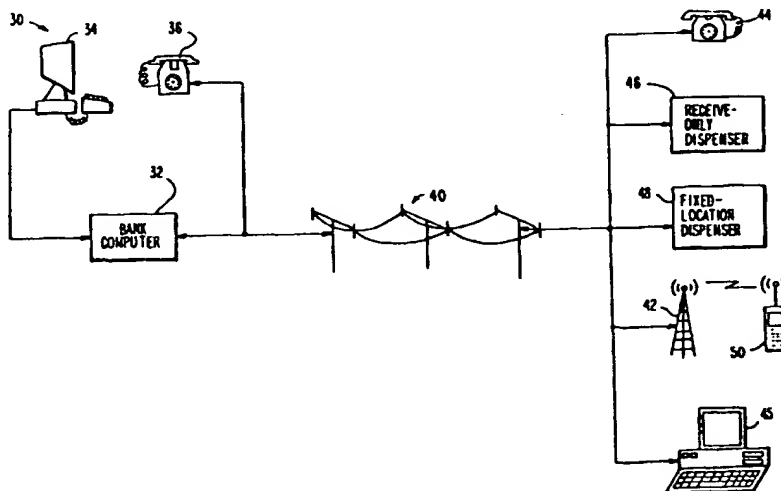 30
34
36
44
46
RECEIVE-
ONLY
DISPENSER
32
BANK
COMPUTER
40
48
FIXED-
LOCATION
DISPENSER
42
50
45